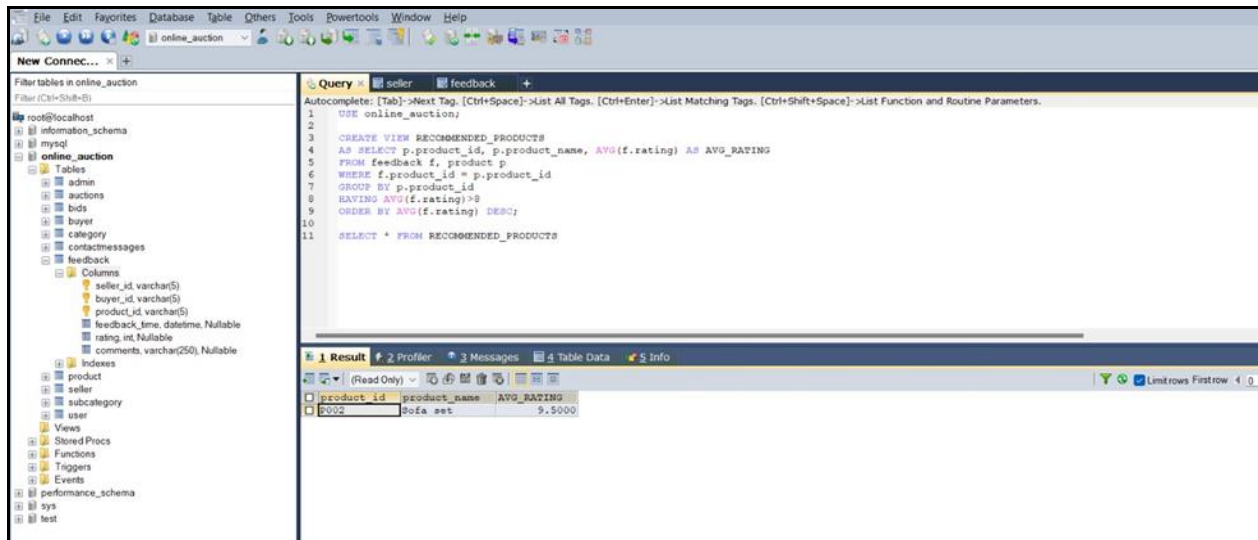 File Edit Favorites Database Table Others Tools Powertools Window Help
online_auction
New Connec... × +
Filter tables in online_auction
Filter (Ctrl+Shift+B)
root@localhost
information_schema
mysql
online_auction
Tables
admin
auctions
bids
buyer
category
contactmessages
feedback
Columns
seller_id, varchar(5)
buyer_id, varchar(5)
product_id, varchar(5)
feedback_time, datetime, Nullable
rating, int, Nullable
comments, varchar(250), Nullable
Indexes
product
seller
subcategory
user
Views
Stored Procs
Functions
Triggers
Events
performance_schema
sys
test
Query × seller feedback +
Autocomplete: [Tab]->Next Tag. [Ctrl+Space]->List All Tags. [Ctrl+Enter]->List Matching Tags. [Ctrl+Shift+Space]->List Function and Routine Parameters.
1 USE online_auction;
2
3 CREATE VIEW RECOMMENDED_PRODUCTS
4 AS SELECT p.product_id, p.product_name, AVG(f.rating) AS AVG_RATING
5 FROM feedback f, product p
6 WHERE f.product_id = p.product_id
7 GROUP BY p.product_id
8 HAVING AVG(f.rating)>8
9 ORDER BY AVG(f.rating) DESC;
10
11 SELECT * FROM RECOMMENDED_PRODUCTS
1 Result 2 Profiler 3 Messages 4 Table Data 5 Info
(Read Only) Limit rows First row 0
product_id product_name AVG_RATING
P002 Sofa set 9.5000